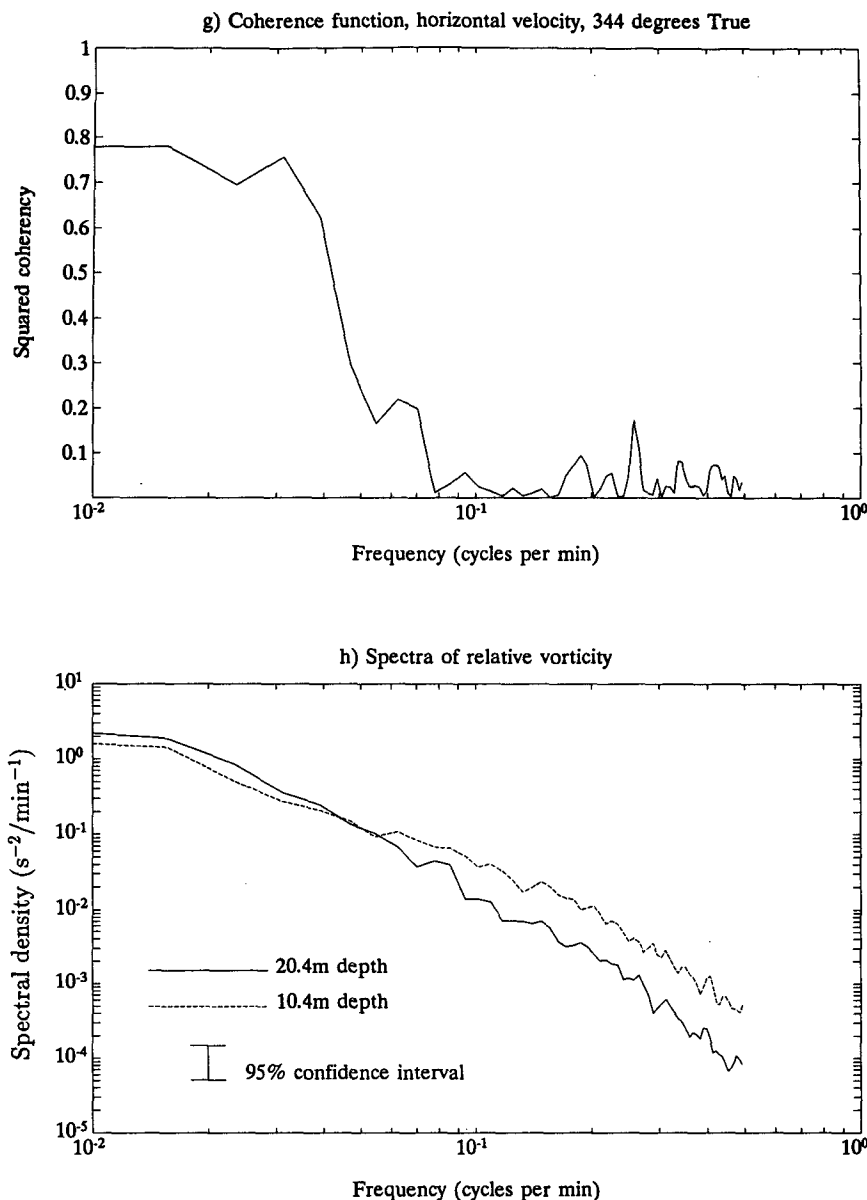 g) Coherence function, horizontal velocity, 344 degrees True
1
0.9
0.8
0.7
0.6
0.5
0.4
0.3
0.2
0.1
Squared coherency
10-2
10-1
100
Frequency (cycles per min)
h) Spectra of relative vorticity
101
100
10-1
10-2
10-3
10-4
10-5
Spectral density (s−2/min−1)
20.4m depth
10.4m depth
95% confidence interval
10-2
10-1
100
Frequency (cycles per min)